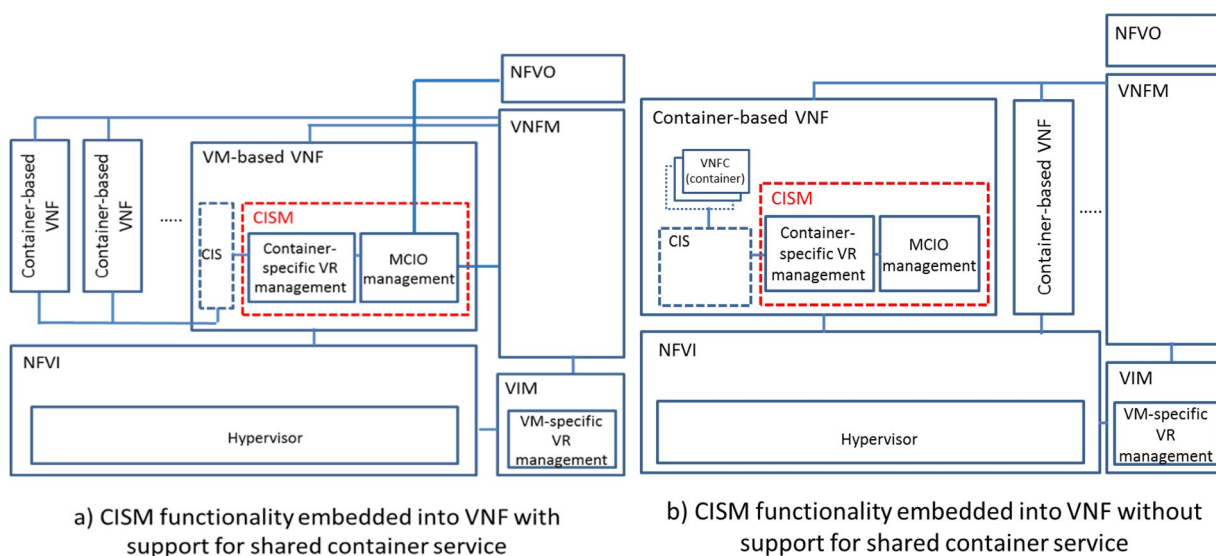 NFVO
VNFM
Container-based
VNF
Container-based
VNF
.....
VM-based VNF
CIS
CISM
Container-
specific VR
management
MCIO
management
NFVI
Hypervisor
VIM
VM-specific
VR
management
a) CISM functionality embedded into VNF with
support for shared container service
NFVO
VNFM
Container-based VNF
VNFC
(container)
CISM
CIS
Container-
specific VR
management
MCIO
management
Container-based VNF
.....
NFVI
Hypervisor
VIM
VM-specific
VR
management
b) CISM functionality embedded into VNF without
support for shared container service